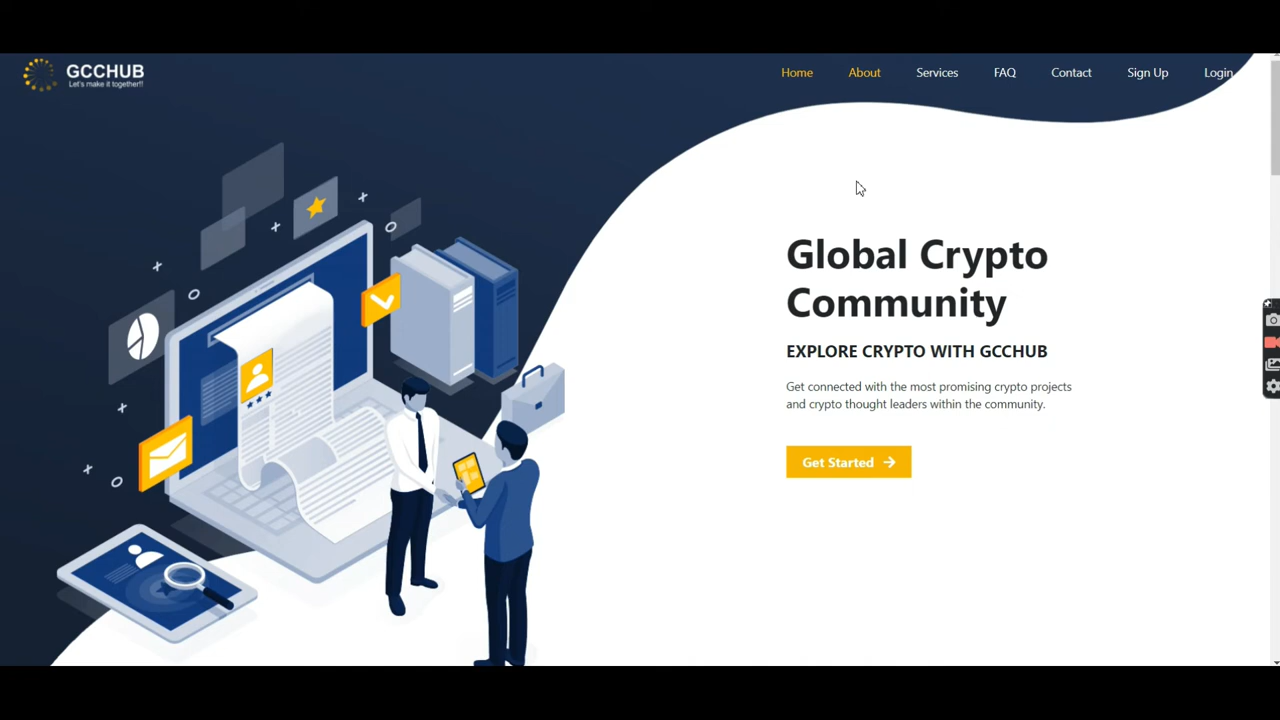 GCCHUB
Let's make it together!!
Home About Services FAQ Contact Sign Up Login
Global Crypto
Community
EXPLORE CRYPTO WITH GCCHUB
Get connected with the most promising crypto projects
and crypto thought leaders within the community.
Get Started